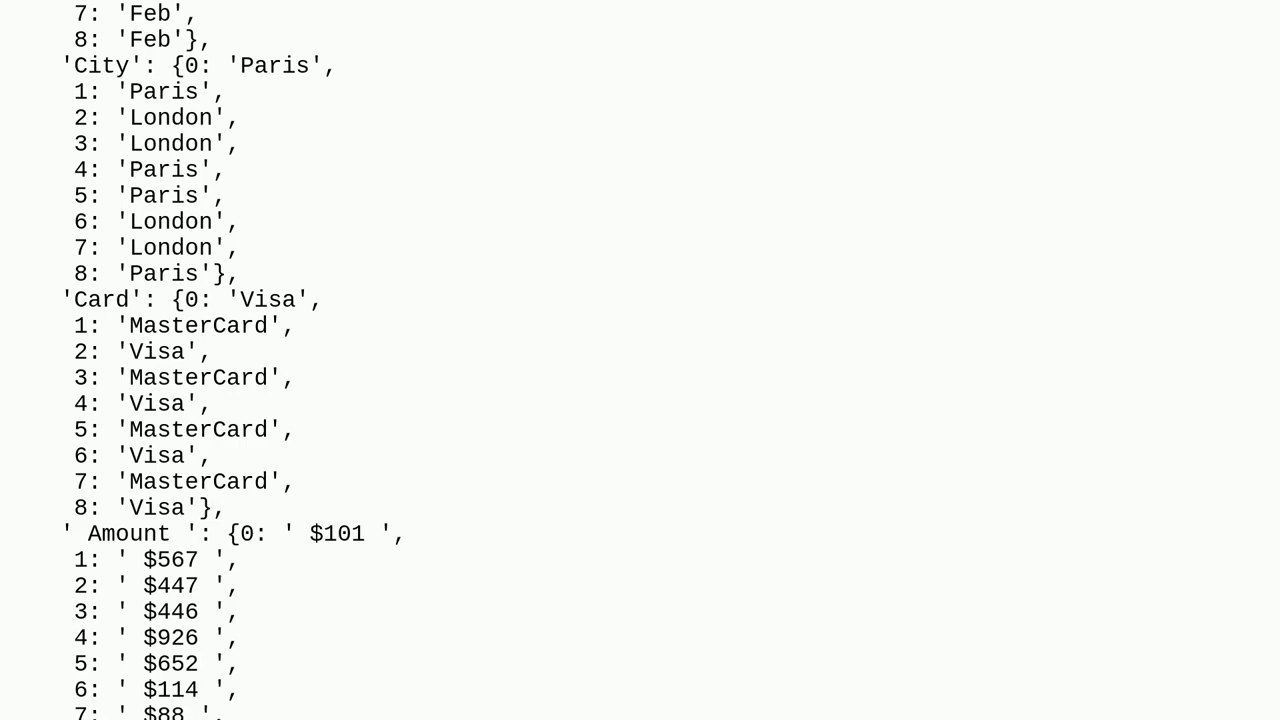 7: 'Feb',
8: 'Feb'},
'City': {0: 'Paris',
1: 'Paris',
2: 'London',
3: 'London',
4: 'Paris',
5: 'Paris',
6: 'London',
7: 'London',
8: 'Paris'},
'Card': {0: 'Visa',
1: 'MasterCard',
2: 'Visa',
3: 'MasterCard',
4: 'Visa',
5: 'MasterCard',
6: 'Visa',
7: 'MasterCard',
8: 'Visa'},
' Amount ': {0: ' $101 ',
1: ' $567 ',
2: ' $447 ',
3: ' $446 ',
4: ' $926 ',
5: ' $652 ',
6: ' $114 ',
7: ' $88 ',